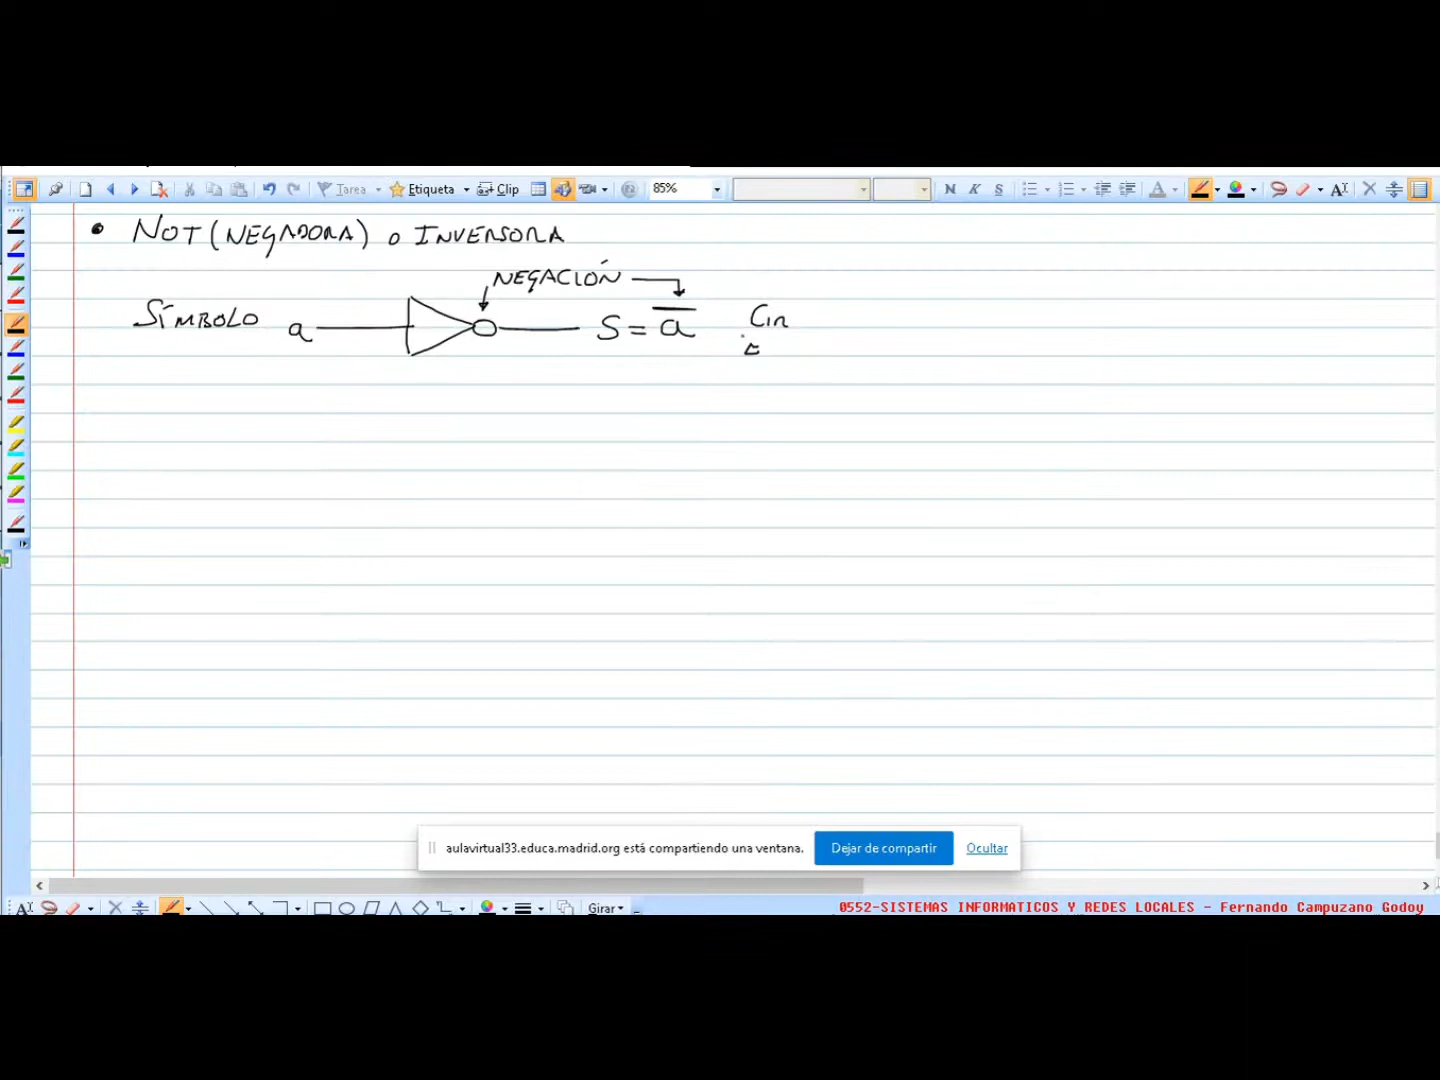 Tarea Etiqueta Clip 85% N K S
• NOT (NEGADORA) o INVERSORA
NEGACIÓN
SÍMBOLO a S = a̅ Cir
aulavirtual33.educa.madrid.org está compartiendo una ventana. Dejar de compartir Ocultar
Girar
0552-SISTEMAS INFORMATICOS Y REDES LOCALES - Fernando Campuzano Godoy